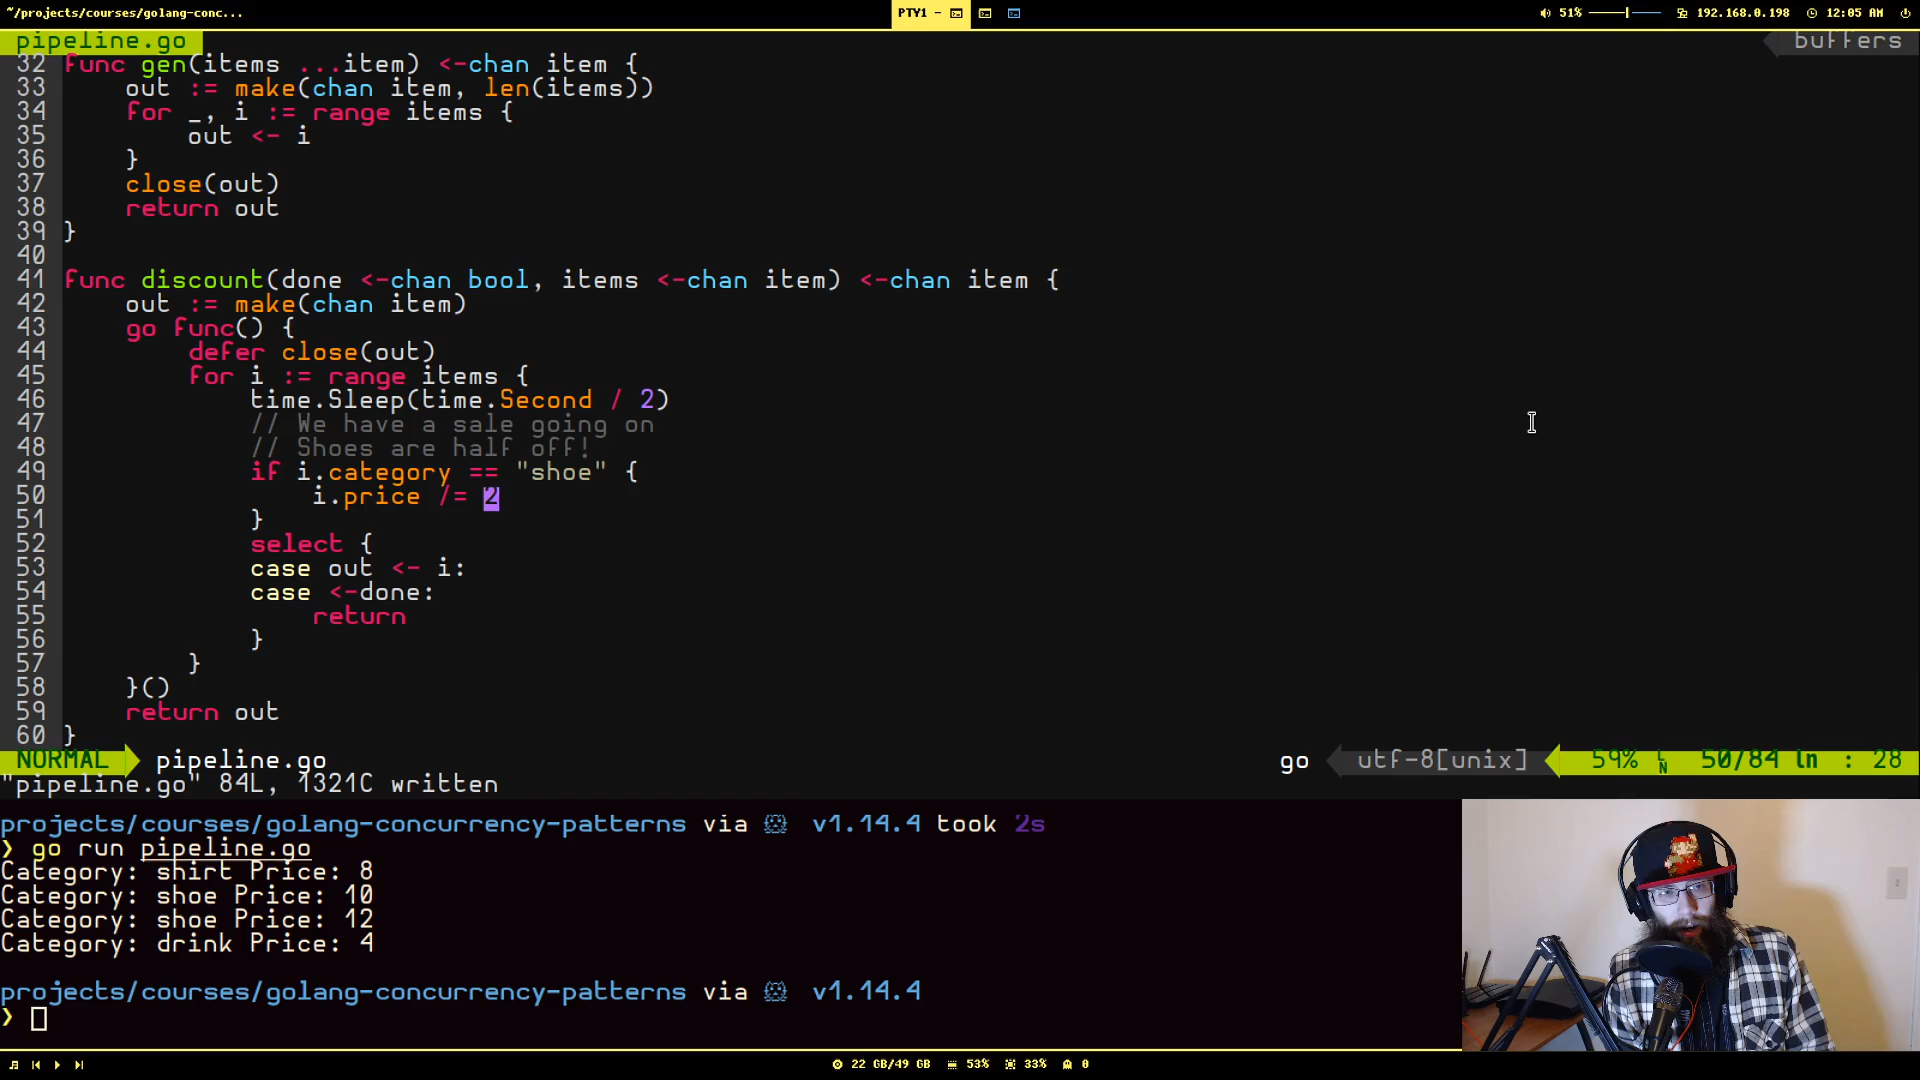 ~/projects/courses/golang-conc... PTY1 - 51% 192.168.0.198 12:05 AM
pipeline.go buffers
32 func gen(items ...item) <-chan item {
33 out := make(chan item, len(items))
34 for _, i := range items {
35 out <- i
36 }
37 close(out)
38 return out
39 }
40
41 func discount(done <-chan bool, items <-chan item) <-chan item {
42 out := make(chan item)
43 go func() {
44 defer close(out)
45 for i := range items {
46 time.Sleep(time.Second / 2)
47 // We have a sale going on
48 // Shoes are half off!
49 if i.category == "shoe" {
50 i.price /= 2
51 }
52 select {
53 case out <- i:
54 case <-done:
55 return
56 }
57 }
58 }()
59 return out
60 }
NORMAL pipeline.go go utf-8[unix] 59% LN 50/84 ln : 28
"pipeline.go" 84L, 1321C written
projects/courses/golang-concurrency-patterns via v1.14.4 took 2s
❯ go run pipeline.go
Category: shirt Price: 8
Category: shoe Price: 10
Category: shoe Price: 12
Category: drink Price: 4
projects/courses/golang-concurrency-patterns via v1.14.4
❯
22 GB/49 GB 53% 33% 0